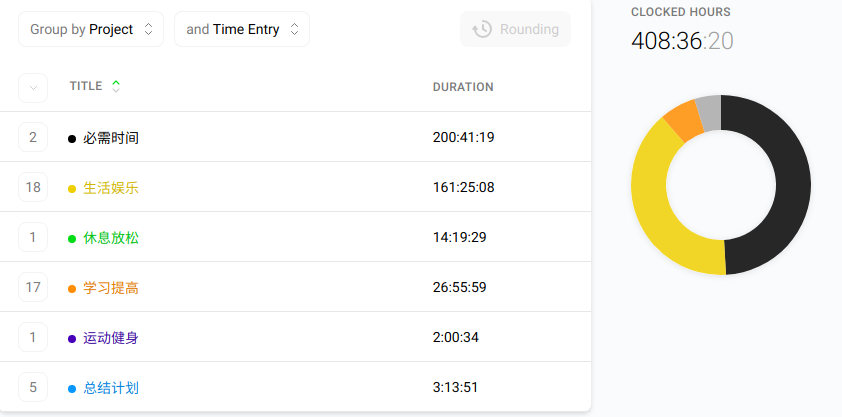 Group by Project and Time Entry Rounding
TITLE DURATION
2 必需时间 200:41:19
18 生活娱乐 161:25:08
1 休息放松 14:19:29
17 学习提高 26:55:59
1 运动健身 2:00:34
5 总结计划 3:13:51
CLOCKED HOURS
408:36:20